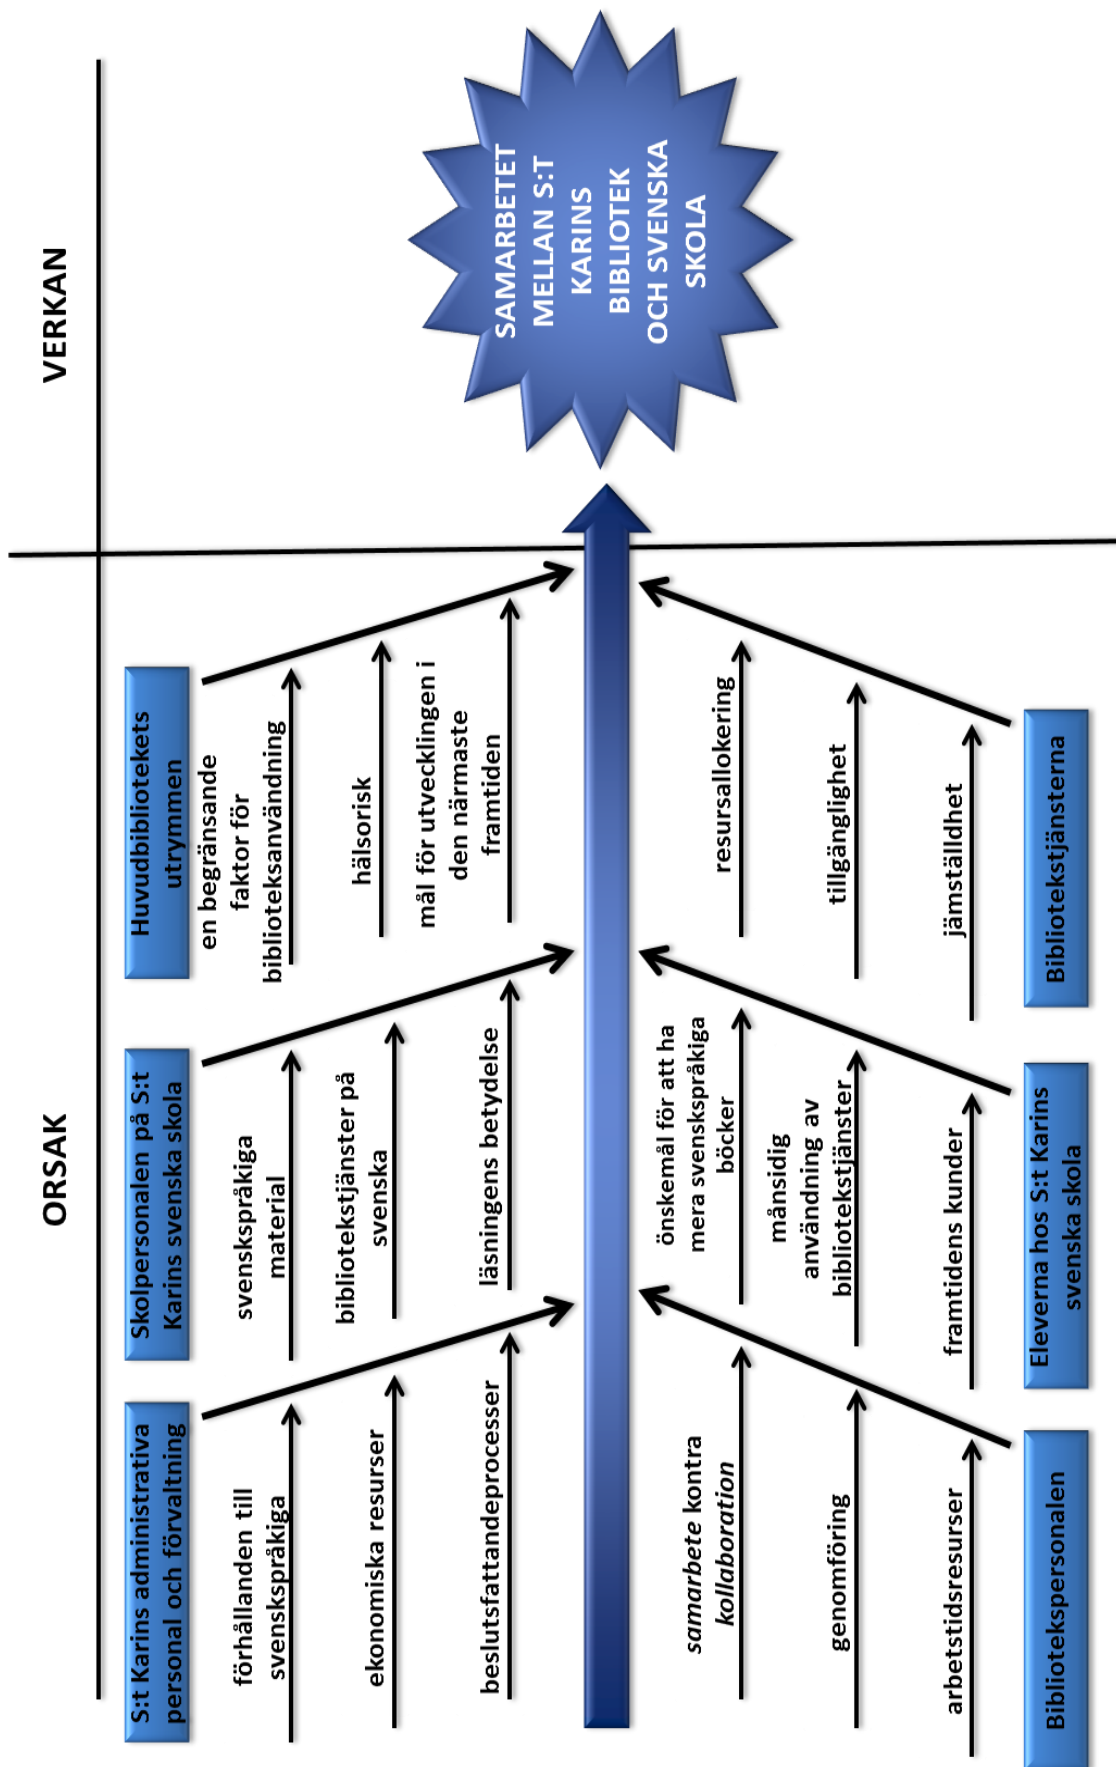 ORSAK
VERKAN
S:t Karins administrativa
personal och förvaltning
förhållanden till
svenskspråkiga
ekonomiska resurser
beslutsfattandeprocesser
Skolpersonalen på S:t
Karins svenska skola
svenskspråkiga
material
bibliotekstjänster på
svenska
läsningens betydelse
Huvudbibliotekets
utrymmen
en begränsande
faktor för
biblioteksanvändning
hälsorisk
mål för utvecklingen i
den närmaste
framtiden
SAMARBETET
MELLAN S:T
KARINS
BIBLIOTEK
OCH SVENSKA
SKOLA
samarbete kontra
kollaboration
genomföring
arbetstidsresurser
Bibliotekspersonalen
önskemål för att ha
mera svenskspråkiga
böcker
månsidig
användning av
bibliotekstjänster
framtidens kunder
Eleverna hos S:t Karins
svenska skola
resursallokering
tillgänglighet
jämställdhet
Bibliotekstjänsterna